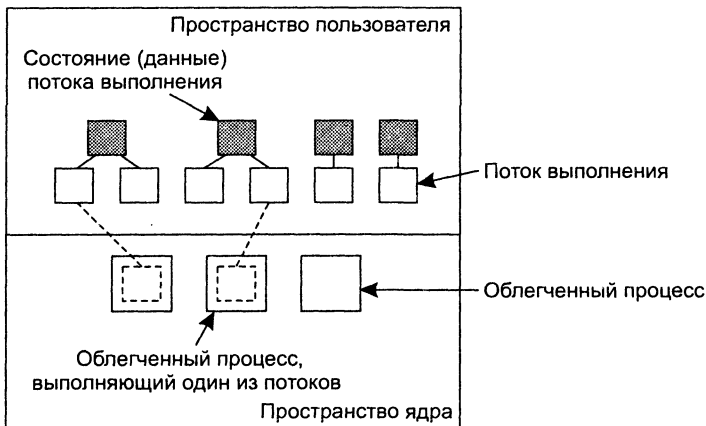 Пространство пользователя
Состояние (данные)
потока выполнения
Поток выполнения
Облегченный процесс
Облегченный процесс,
выполняющий один из потоков
Пространство ядра